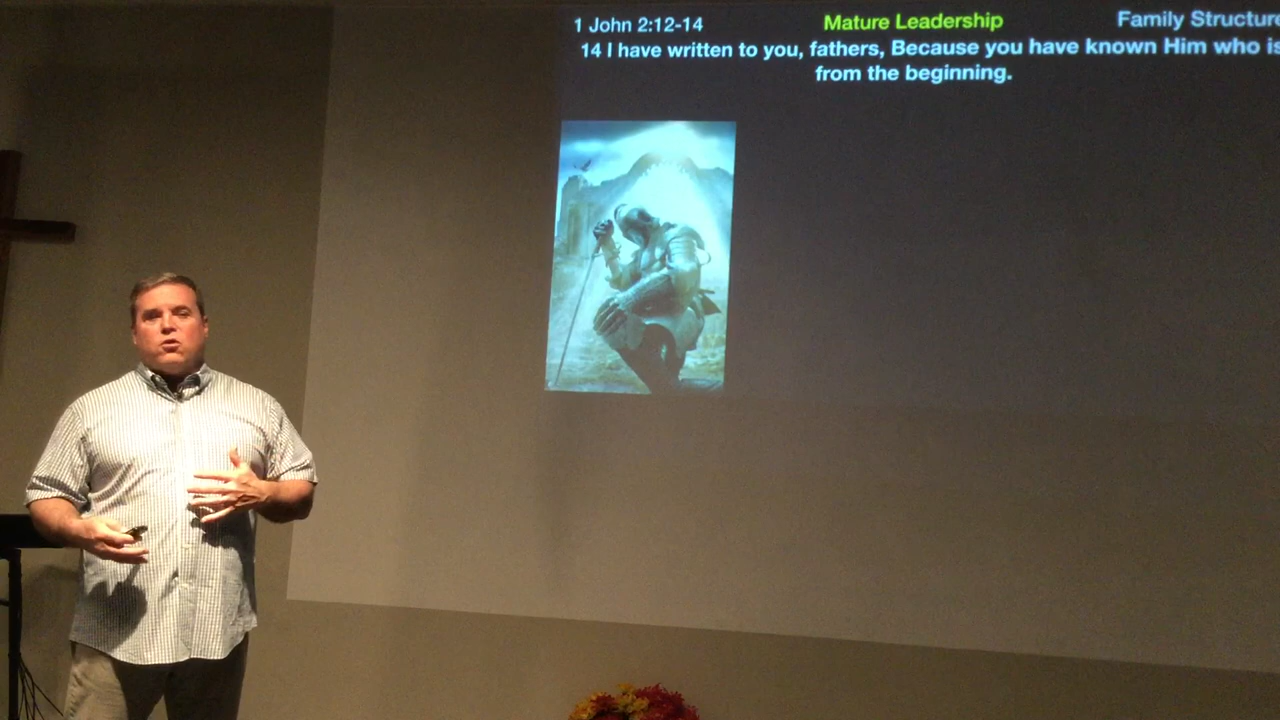 1 John 2:12-14 Mature Leadership Family Structure
14 I have written to you, fathers, Because you have known Him who is
from the beginning.